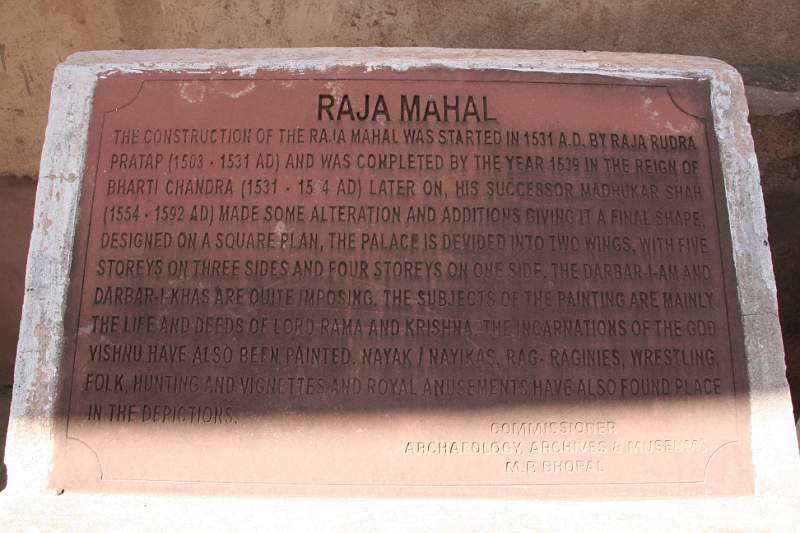 RAJA MAHAL
THE CONSTRUCTION OF THE RAJA MAHAL WAS STARTED IN 1531 A.D. BY RAJA RUDRA
PRATAP (1503 - 1531 AD) AND WAS COMPLETED BY THE YEAR 1539 IN THE REIGN OF
BHARTI CHANDRA (1531 - AD) LATER ON, HIS SUCCESSOR MADHUKAR SHAH
(1554 - 1592 AD) MADE SOME ALTERATION AND ADDITIONS GIVING IT A FINAL SHAPE.
DESIGNED ON A SQUARE PLAN, THE PALACE IS DEVIDED INTO TWO WINGS, WITH FIVE
STOREYS ON THREE SIDES AND FOUR STOREYS ON ONE SIDE. THE DARBAR-I-AM AND
DARBAR-I-KHAS ARE QUITE IMPOSING. THE SUBJECTS OF THE PAINTING ARE MAINLY
THE LIFE AND DEEDS OF LORD RAMA AND KRISHNA. THE INCARNATIONS OF THE GOD
VISHNU HAVE ALSO BEEN PAINTED. NAYAK / NAYIKAS, RAG- RAGINIES, WRESTLING,
FOLK, HUNTING AND VIGNETTES AND ROYAL ANUSEMENTS HAVE ALSO FOUND PLACE
IN THE DEPICTIONS.
COMMISSIONER
ARCHAEOLOGY, ARCHIVES & MUSEUMS
M.P. BHOPAL